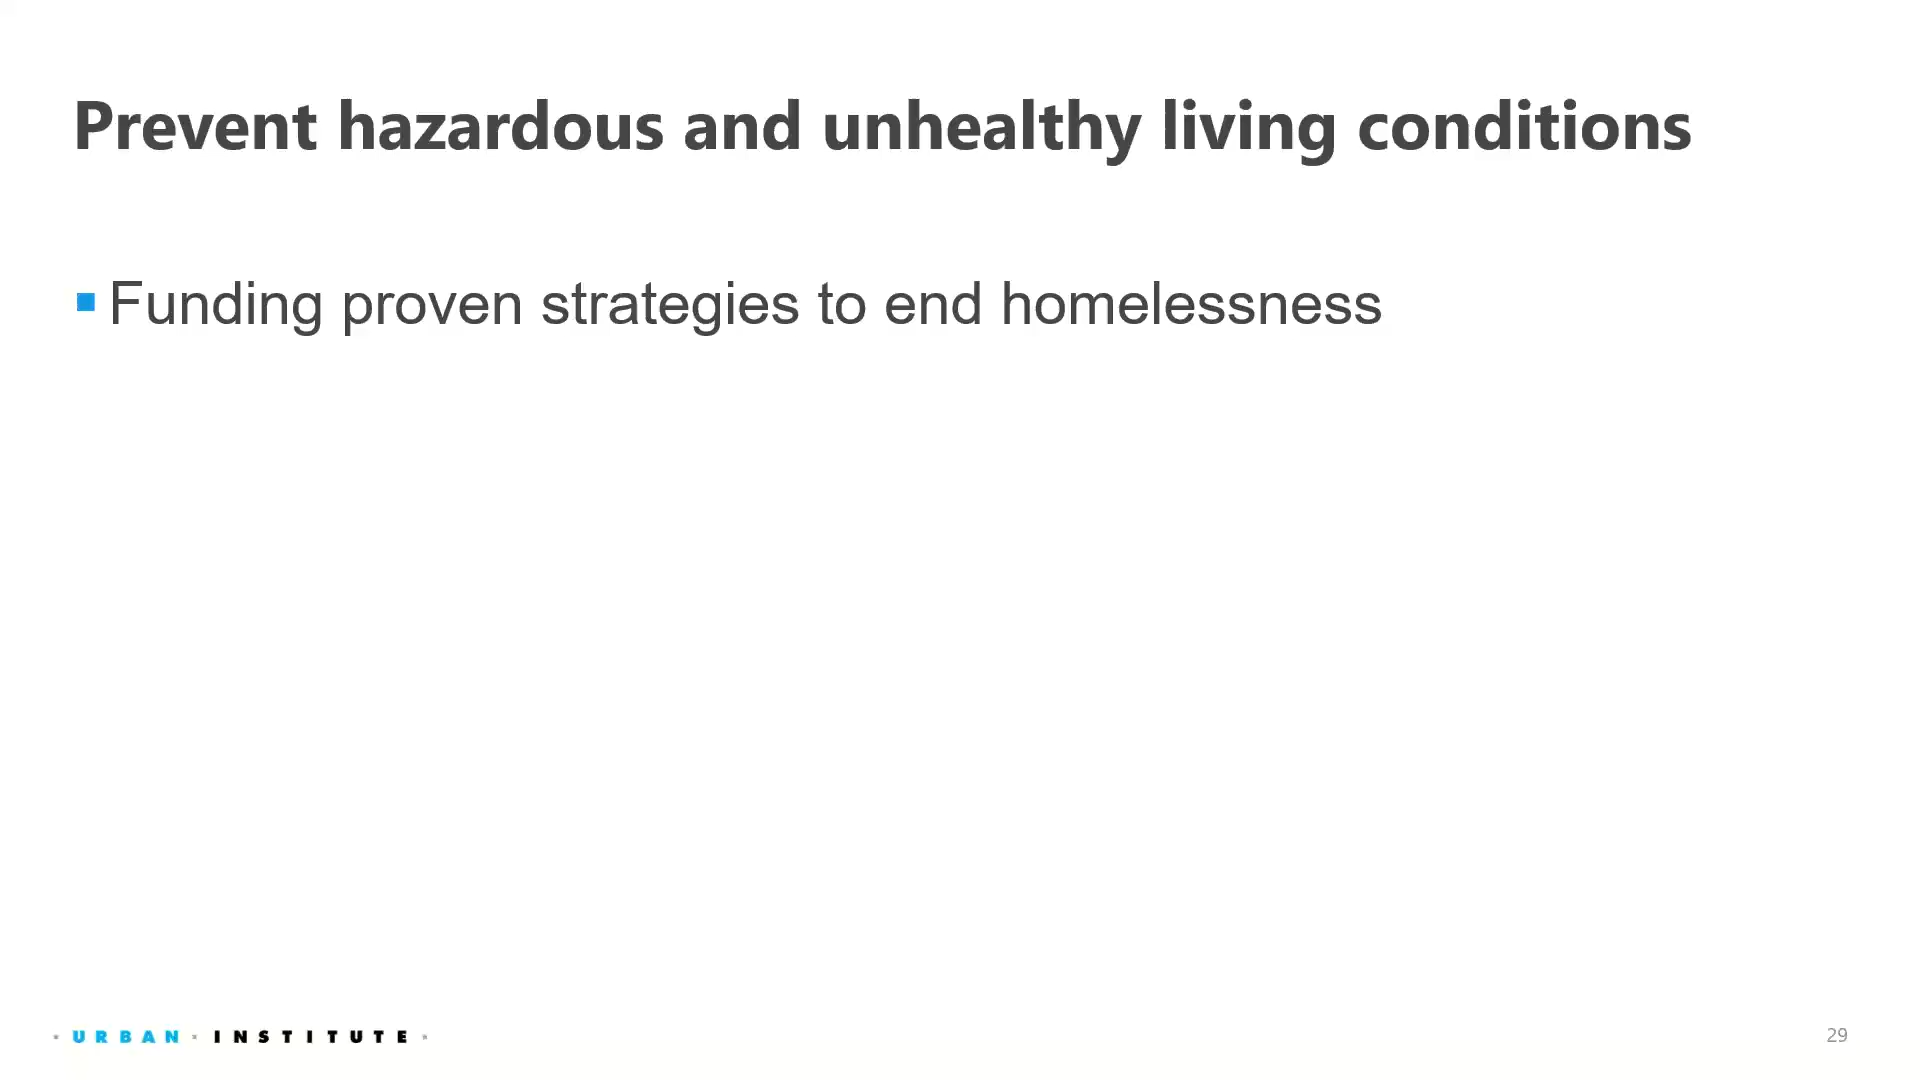 Prevent hazardous and unhealthy living conditions
Funding proven strategies to end homelessness
URBAN INSTITUTE
29